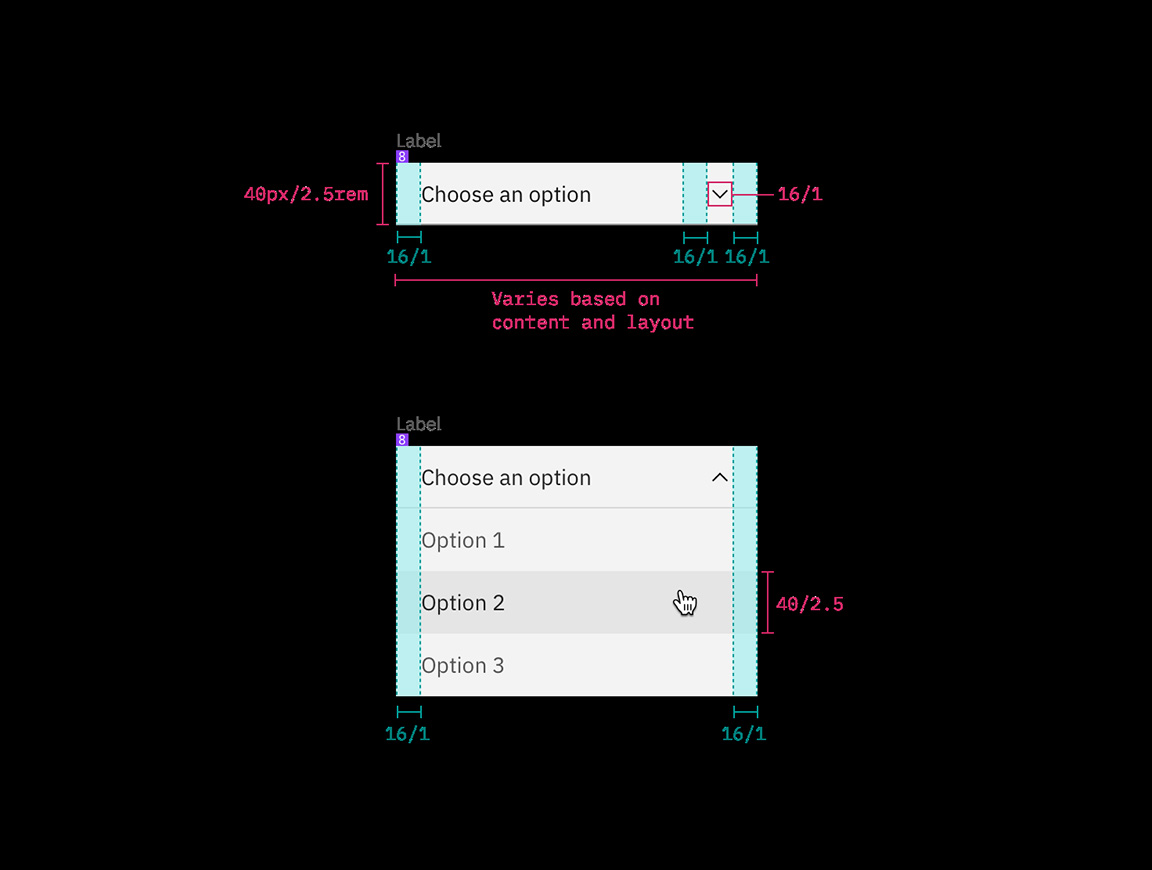 Label
8
40px/2.5rem
Choose an option
16/1
16/1
16/1
16/1
Varies based on
content and layout
Label
8
Choose an option
Option 1
Option 2
40/2.5
Option 3
16/1
16/1